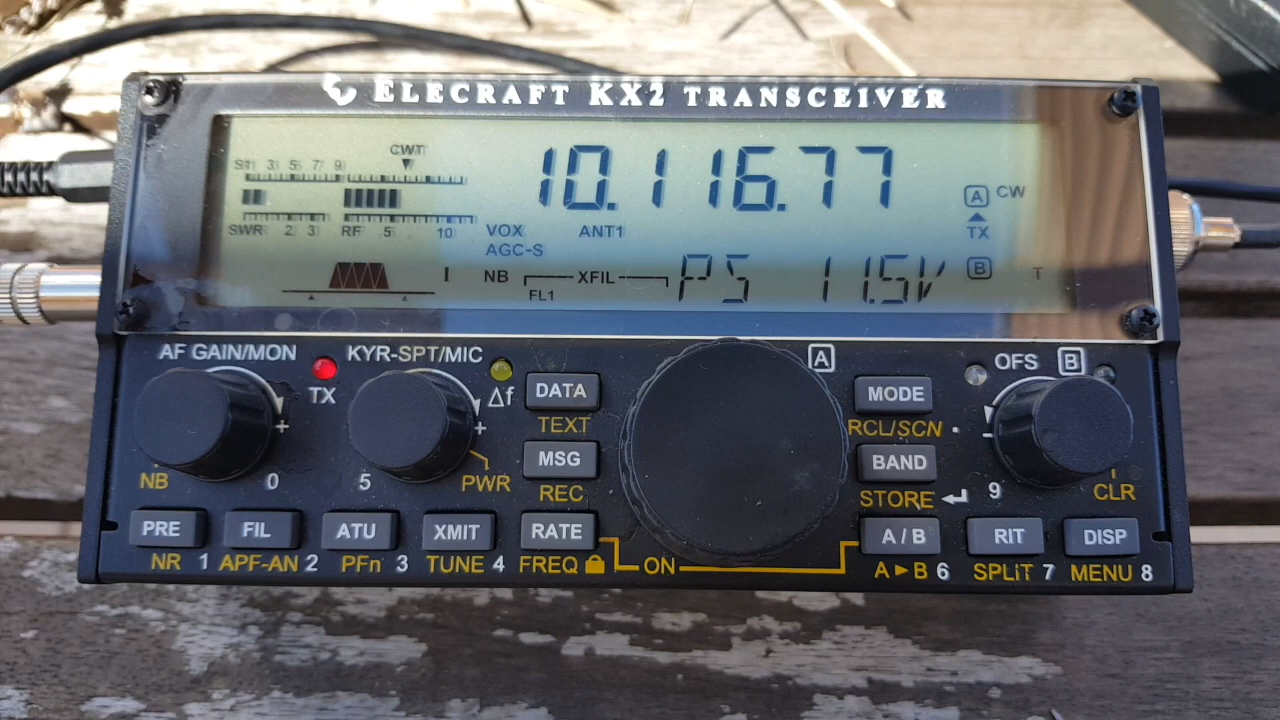 ELECRAFT KX2 TRANSCEIVER
S 1 3 5 7 9 CWT
10.116.77
A CW
SWR 2 3 RF 5 10 VOX ANT1 TX
AGC-S
I NB XFIL PS 11.5V B T
FL1
AF GAIN/MON KYR-SPT/MIC A OFS B
TX Δf DATA MODE
+ + TEXT RCL/SCN -
MSG BAND
NB 0 5 PWR REC STORE 9 CLR
PRE FIL ATU XMIT RATE A/B RIT DISP
NR 1 APF-AN 2 PFn 3 TUNE 4 FREQ ON A►B 6 SPLIT 7 MENU 8